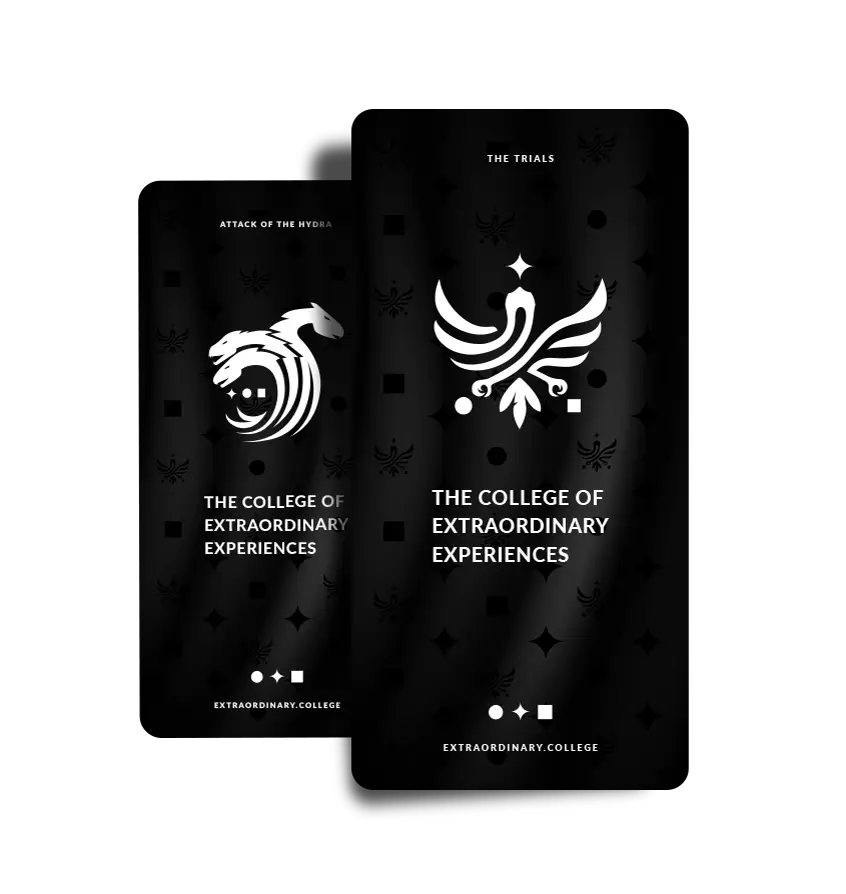 ATTACK OF THE HYDRA
THE COLLEGE OF
EXTRAORDINARY
EXPERIENCES
EXTRAORDINARY.COLLEGE
THE TRIALS
THE COLLEGE OF
EXTRAORDINARY
EXPERIENCES
EXTRAORDINARY.COLLEGE